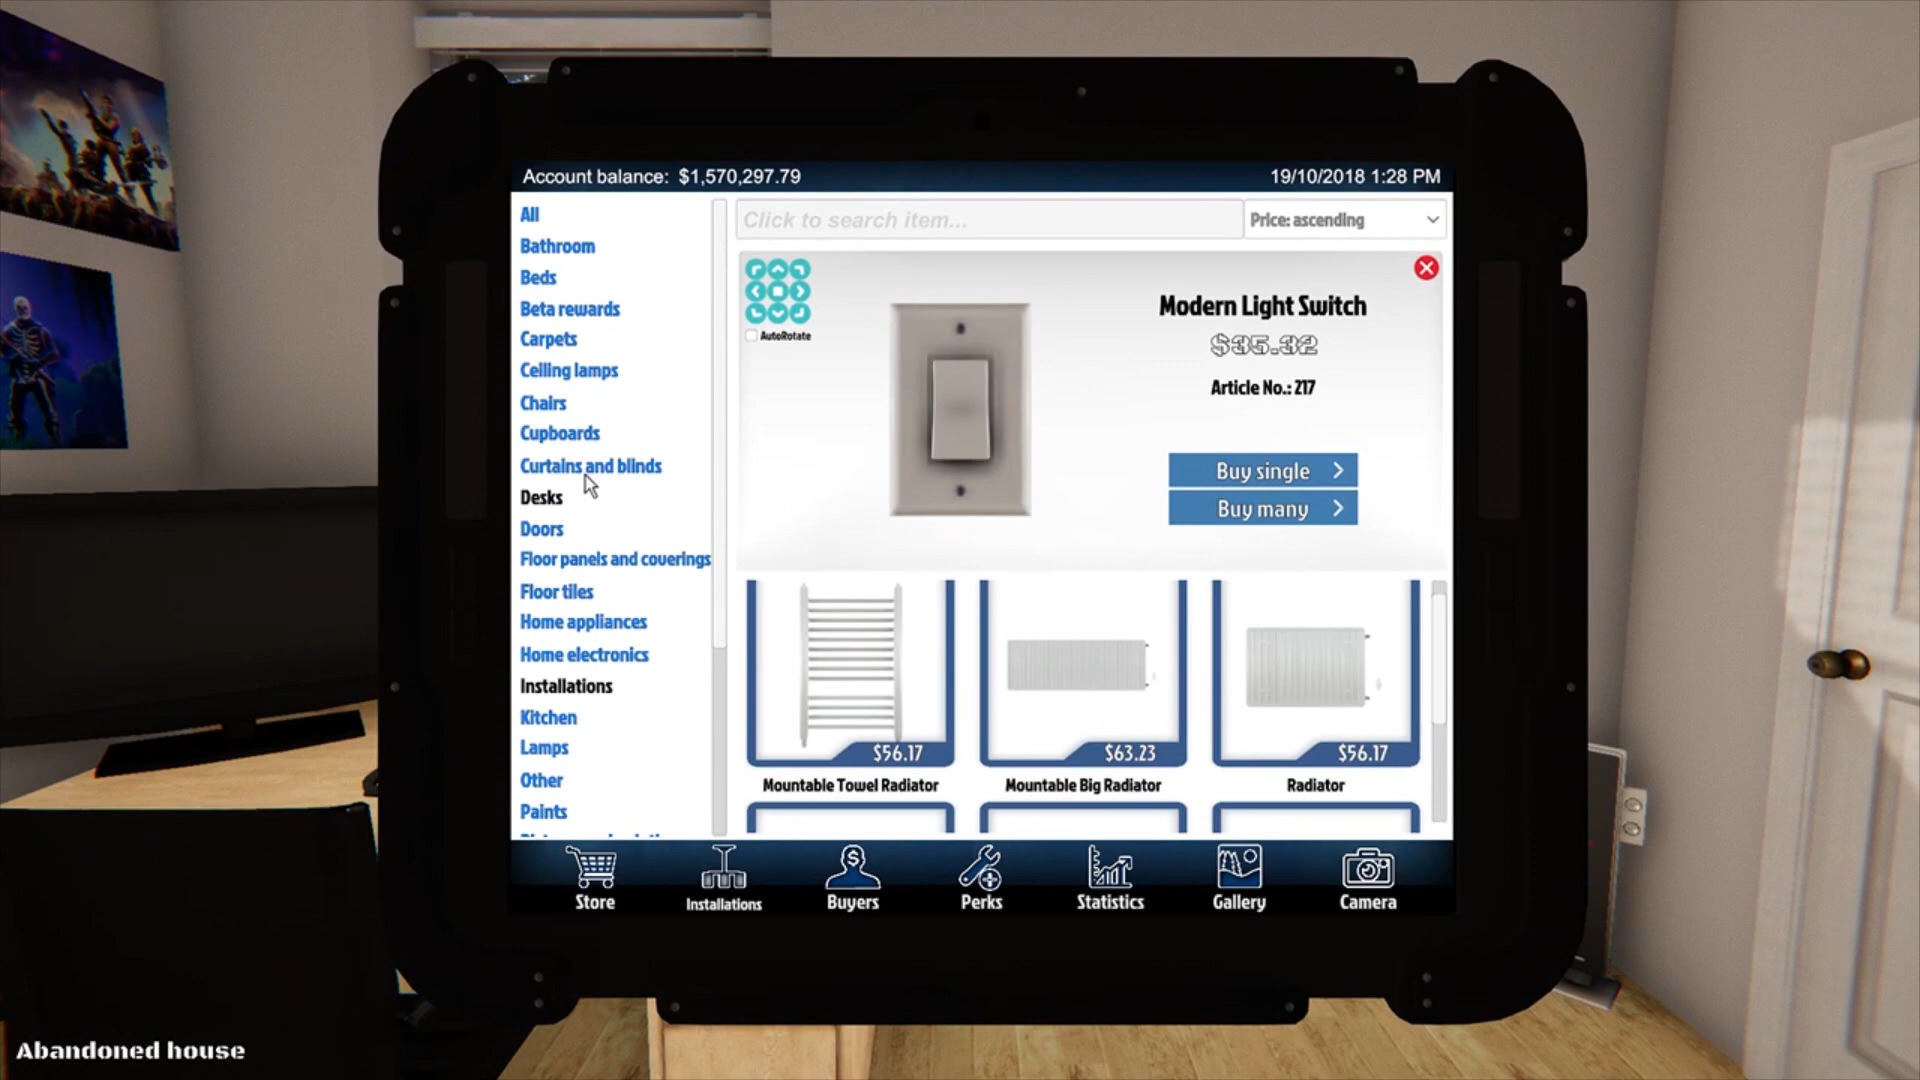 Account balance: $1,570,297.79
19/10/2018 1:28 PM
All
Bathroom
Beds
Beta rewards
Carpets
Ceiling lamps
Chairs
Cupboards
Curtains and blinds
Desks
Doors
Floor panels and coverings
Floor tiles
Home appliances
Home electronics
Installations
Kitchen
Lamps
Other
Paints
Click to search item...
Price: ascending
AutoRotate
Modern Light Switch
$35.32
Article No.: 217
Buy single
Buy many
$56.17
$63.23
$56.17
Mountable Towel Radiator
Mountable Big Radiator
Radiator
Store
Installations
Buyers
Perks
Statistics
Gallery
Camera
Abandoned house